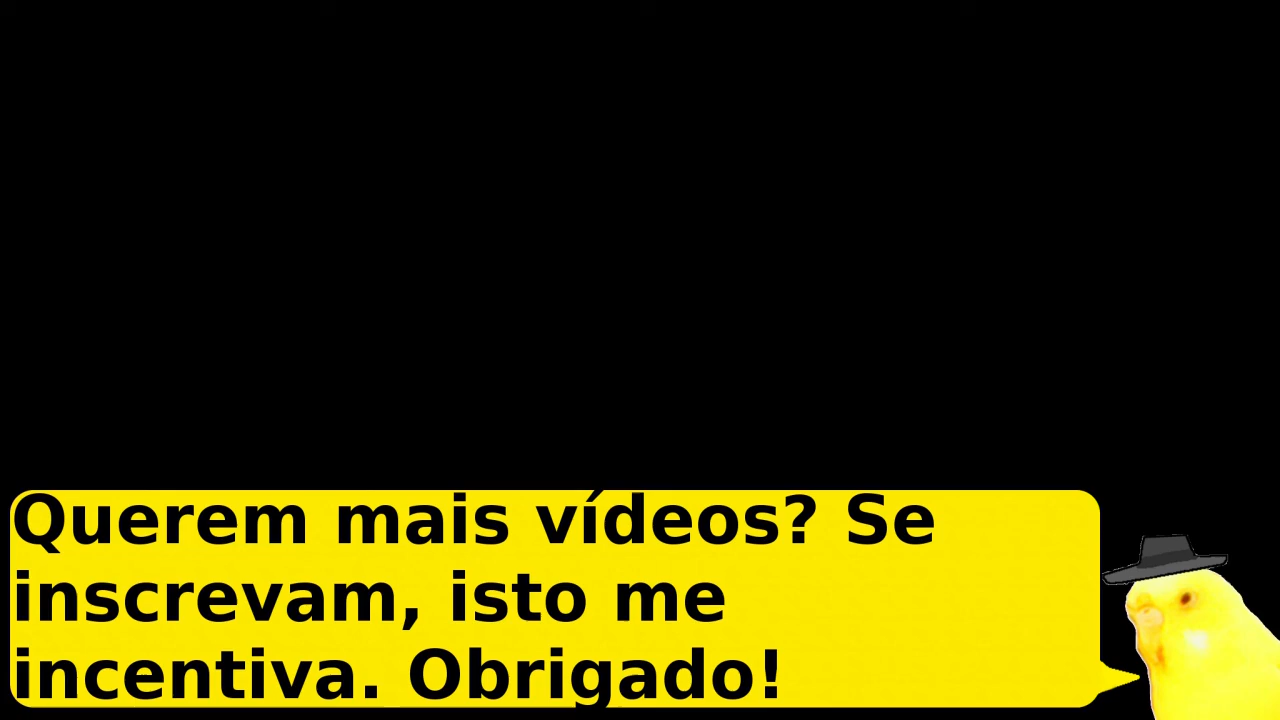 Querem mais vídeos? Se
inscrevam, isto me
incentiva. Obrigado!